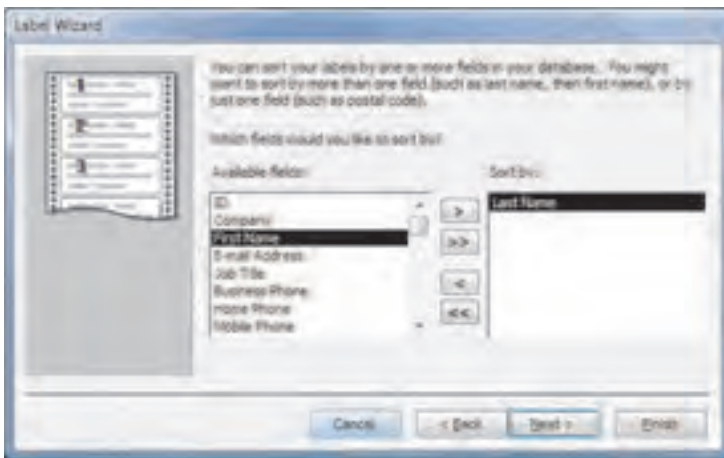 Label Wizard
You can sort your labels by one or more fields in your database. You might
want to sort by more than one field (such as last name, then first name), or by
just one field (such as postal code).
Which fields would you like to sort by?
Available fields:
Sort by:
ID
Company
First Name
E-mail Address
Job Title
Business Phone
Home Phone
Mobile Phone
>
>>
<
<<
Last Name
1
2
3
Cancel
< Back
Next >
Finish